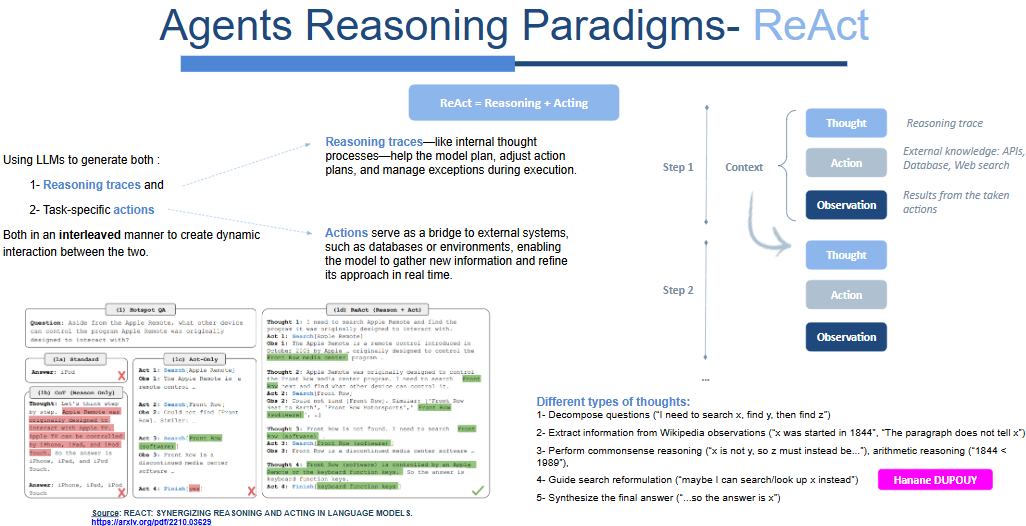 Agents Reasoning Paradigms- ReAct
ReAct = Reasoning + Acting
Using LLMs to generate both :
1- Reasoning traces and
2- Task-specific actions
Both in an interleaved manner to create dynamic
interaction between the two.
Reasoning traces—like internal thought
processes—help the model plan, adjust action
plans, and manage exceptions during execution.
Actions serve as a bridge to external systems,
such as databases or environments, enabling
the model to gather new information and refine
its approach in real time.
Step 1
Context
Thought
Reasoning trace
Action
External knowledge: APIs,
Database, Web search
Observation
Results from the taken
actions
Step 2
Thought
Action
Observation
...
(1) Hotspot QA
Question: Aside from the Apple Remote, what other device
can control the program Apple Remote was originally
designed to interact with?
(1a) Standard
Answer: iPod
(1b) CoT (Reason Only)
Thought: Let's think step
by step. Apple Remote was
originally designed to
interact with Apple TV.
Apple TV can be controlled
by iPhone, iPad, and iPod
Touch. So the answer is
iPhone, iPad, and iPod
Touch.
Answer: iPhone, iPad, iPod
Touch
(1c) Act-Only
Act 1: Search[Apple Remote]
Obs 1: The Apple Remote is a
remote control …
Act 2: Search[Front Row]
Obs 2: Could not find [Front
Row]. Similar: …
Act 3: Search[Front Row
(software)]
Obs 3: Front Row is a
discontinued media center
software …
Act 4: Finish[yes]
(1d) ReAct (Reason + Act)
Thought 1: I need to search Apple Remote and find the
program it was originally designed to interact with.
Act 1: Search[Apple Remote]
Obs 1: The Apple Remote is a remote control introduced in
October 2005 by Apple … originally designed to control the
Front Row media center program …
Thought 2: Apple Remote was originally designed to control
the Front Row media center program. I need to search Front
Row next and find what other device can control it.
Act 2: Search[Front Row]
Obs 2: Could not find [Front Row]. Similar: ['Front Row
Seat to Earth', 'Front Row Motorsports', 'Front Row
(software)', …]
Thought 3: Front Row is not found. I need to search Front
Row (software)
Act 3: Search[Front Row (software)]
Obs 3: Front Row is a discontinued media center software …
Thought 4: Front Row (software) is controlled by an Apple
Remote or the keyboard function keys. So the answer is
keyboard function keys.
Act 4: Finish[keyboard function keys]
Source: REACT: SYNERGIZING REASONING AND ACTING IN LANGUAGE MODELS.
https://arxiv.org/pdf/2210.03629
Different types of thoughts:
1- Decompose questions (“I need to search x, find y, then find z”)
2- Extract information from Wikipedia observations (“x was started in 1844”, “The paragraph does not tell x”)
3- Perform commonsense reasoning (“x is not y, so z must instead be...”), arithmetic reasoning (“1844 <
1989”),
4- Guide search reformulation (“maybe I can search/look up x instead”)
5- Synthesize the final answer (“...so the answer is x”)
Hanane DUPOUY